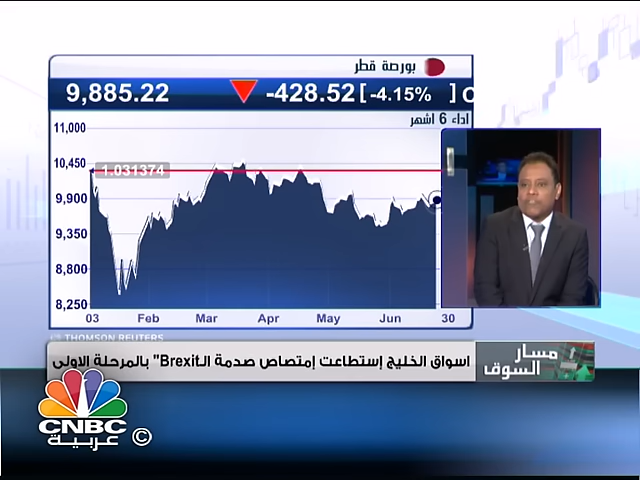 بورصة قطر
9,885.22 -428.52 [ -4.15% ]
اداء 6 اشهر
11,000
10,450
1.031374
9,900
9,350
8,800
8,250
03 Feb Mar Apr May Jun 30
THOMSON REUTERS
مسار السوق
اسواق الخليج إستطاعت إمتصاص صدمة الـBrexit" بالمرحلة الاولى
CNBC
عربية ©